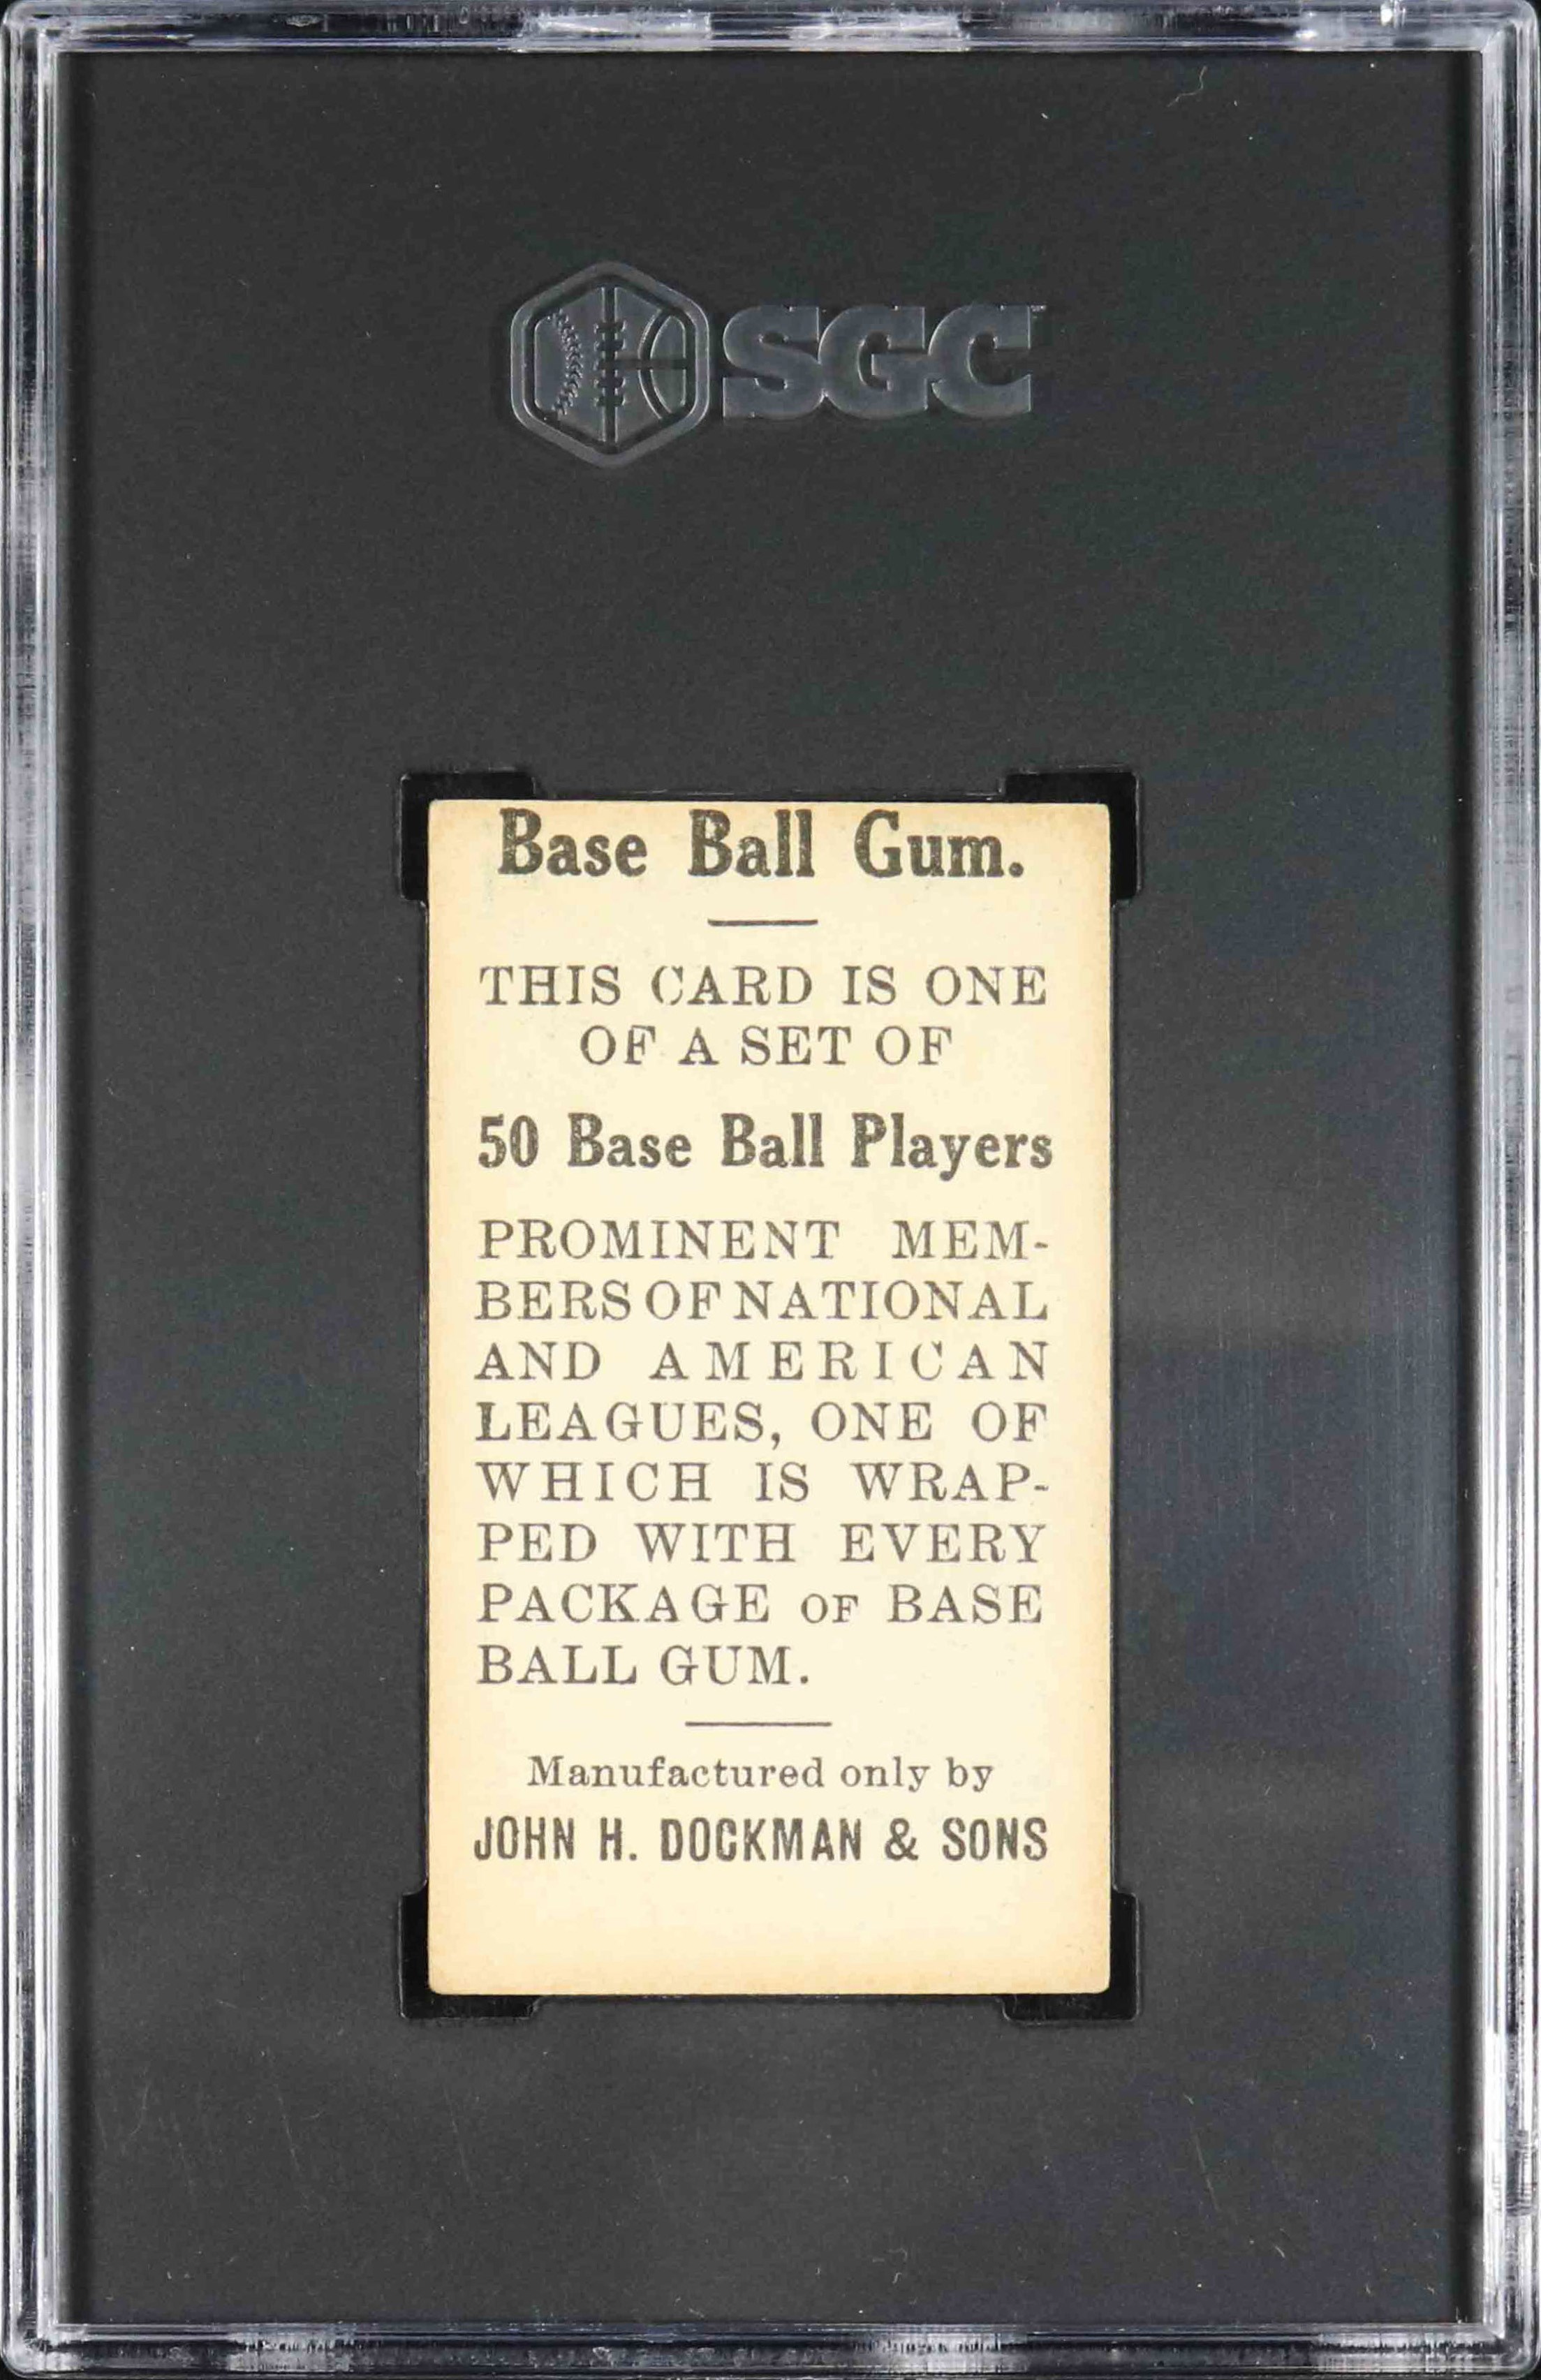 SGC
Base Ball Gum.
THIS CARD IS ONE
OF A SET OF
50 Base Ball Players
PROMINENT MEM-
BERS OF NATIONAL
AND AMERICAN
LEAGUES, ONE OF
WHICH IS WRAP-
PED WITH EVERY
PACKAGE OF BASE
BALL GUM.
Manufactured only by
JOHN H. DOCKMAN & SONS